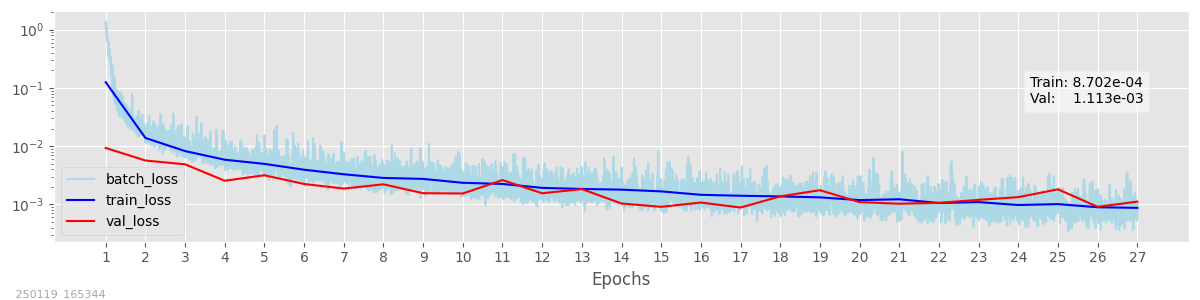 10⁰
10⁻¹
10⁻²
10⁻³
Train: 8.702e-04
Val: 1.113e-03
batch_loss
train_loss
val_loss
1 2 3 4 5 6 7 8 9 10 11 12 13 14 15 16 17 18 19 20 21 22 23 24 25 26 27
Epochs
250119_165344